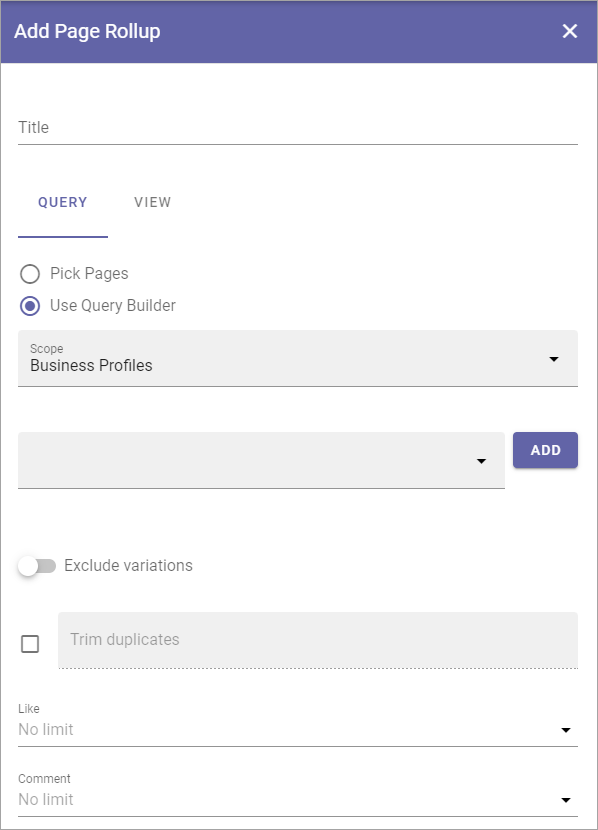 Add Page Rollup
Title
QUERY VIEW
Pick Pages
Use Query Builder
Scope
Business Profiles
ADD
Exclude variations
Trim duplicates
Like
No limit
Comment
No limit